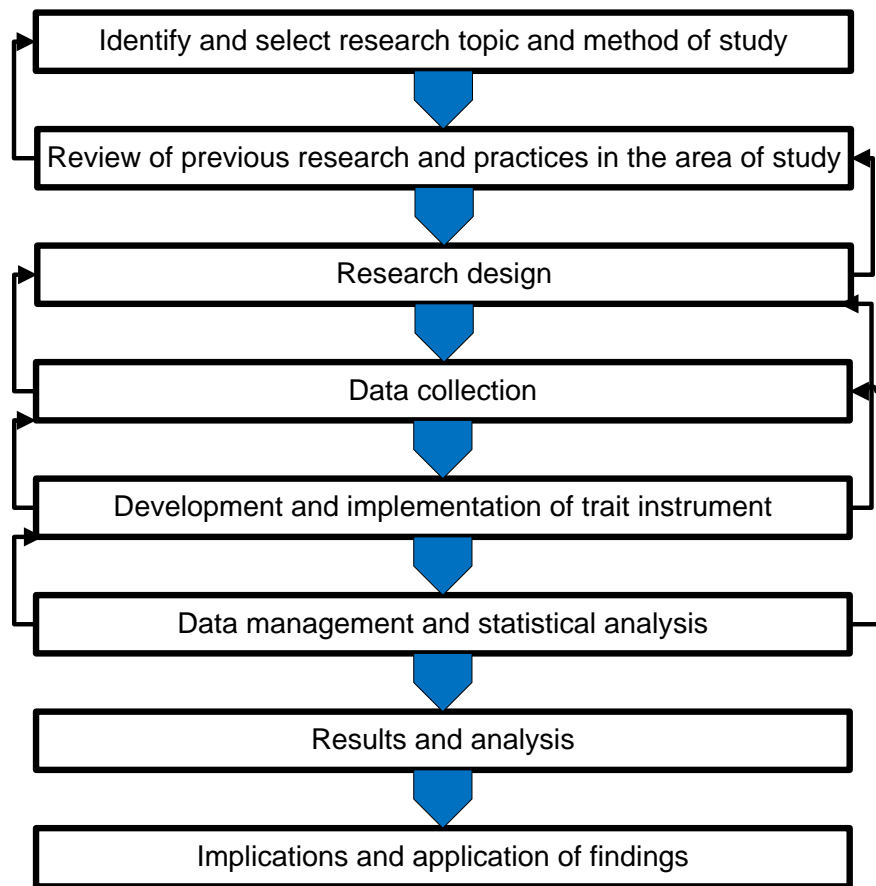 Identify and select research topic and method of study
Review of previous research and practices in the area of study
Research design
Data collection
Development and implementation of trait instrument
Data management and statistical analysis
Results and analysis
Implications and application of findings